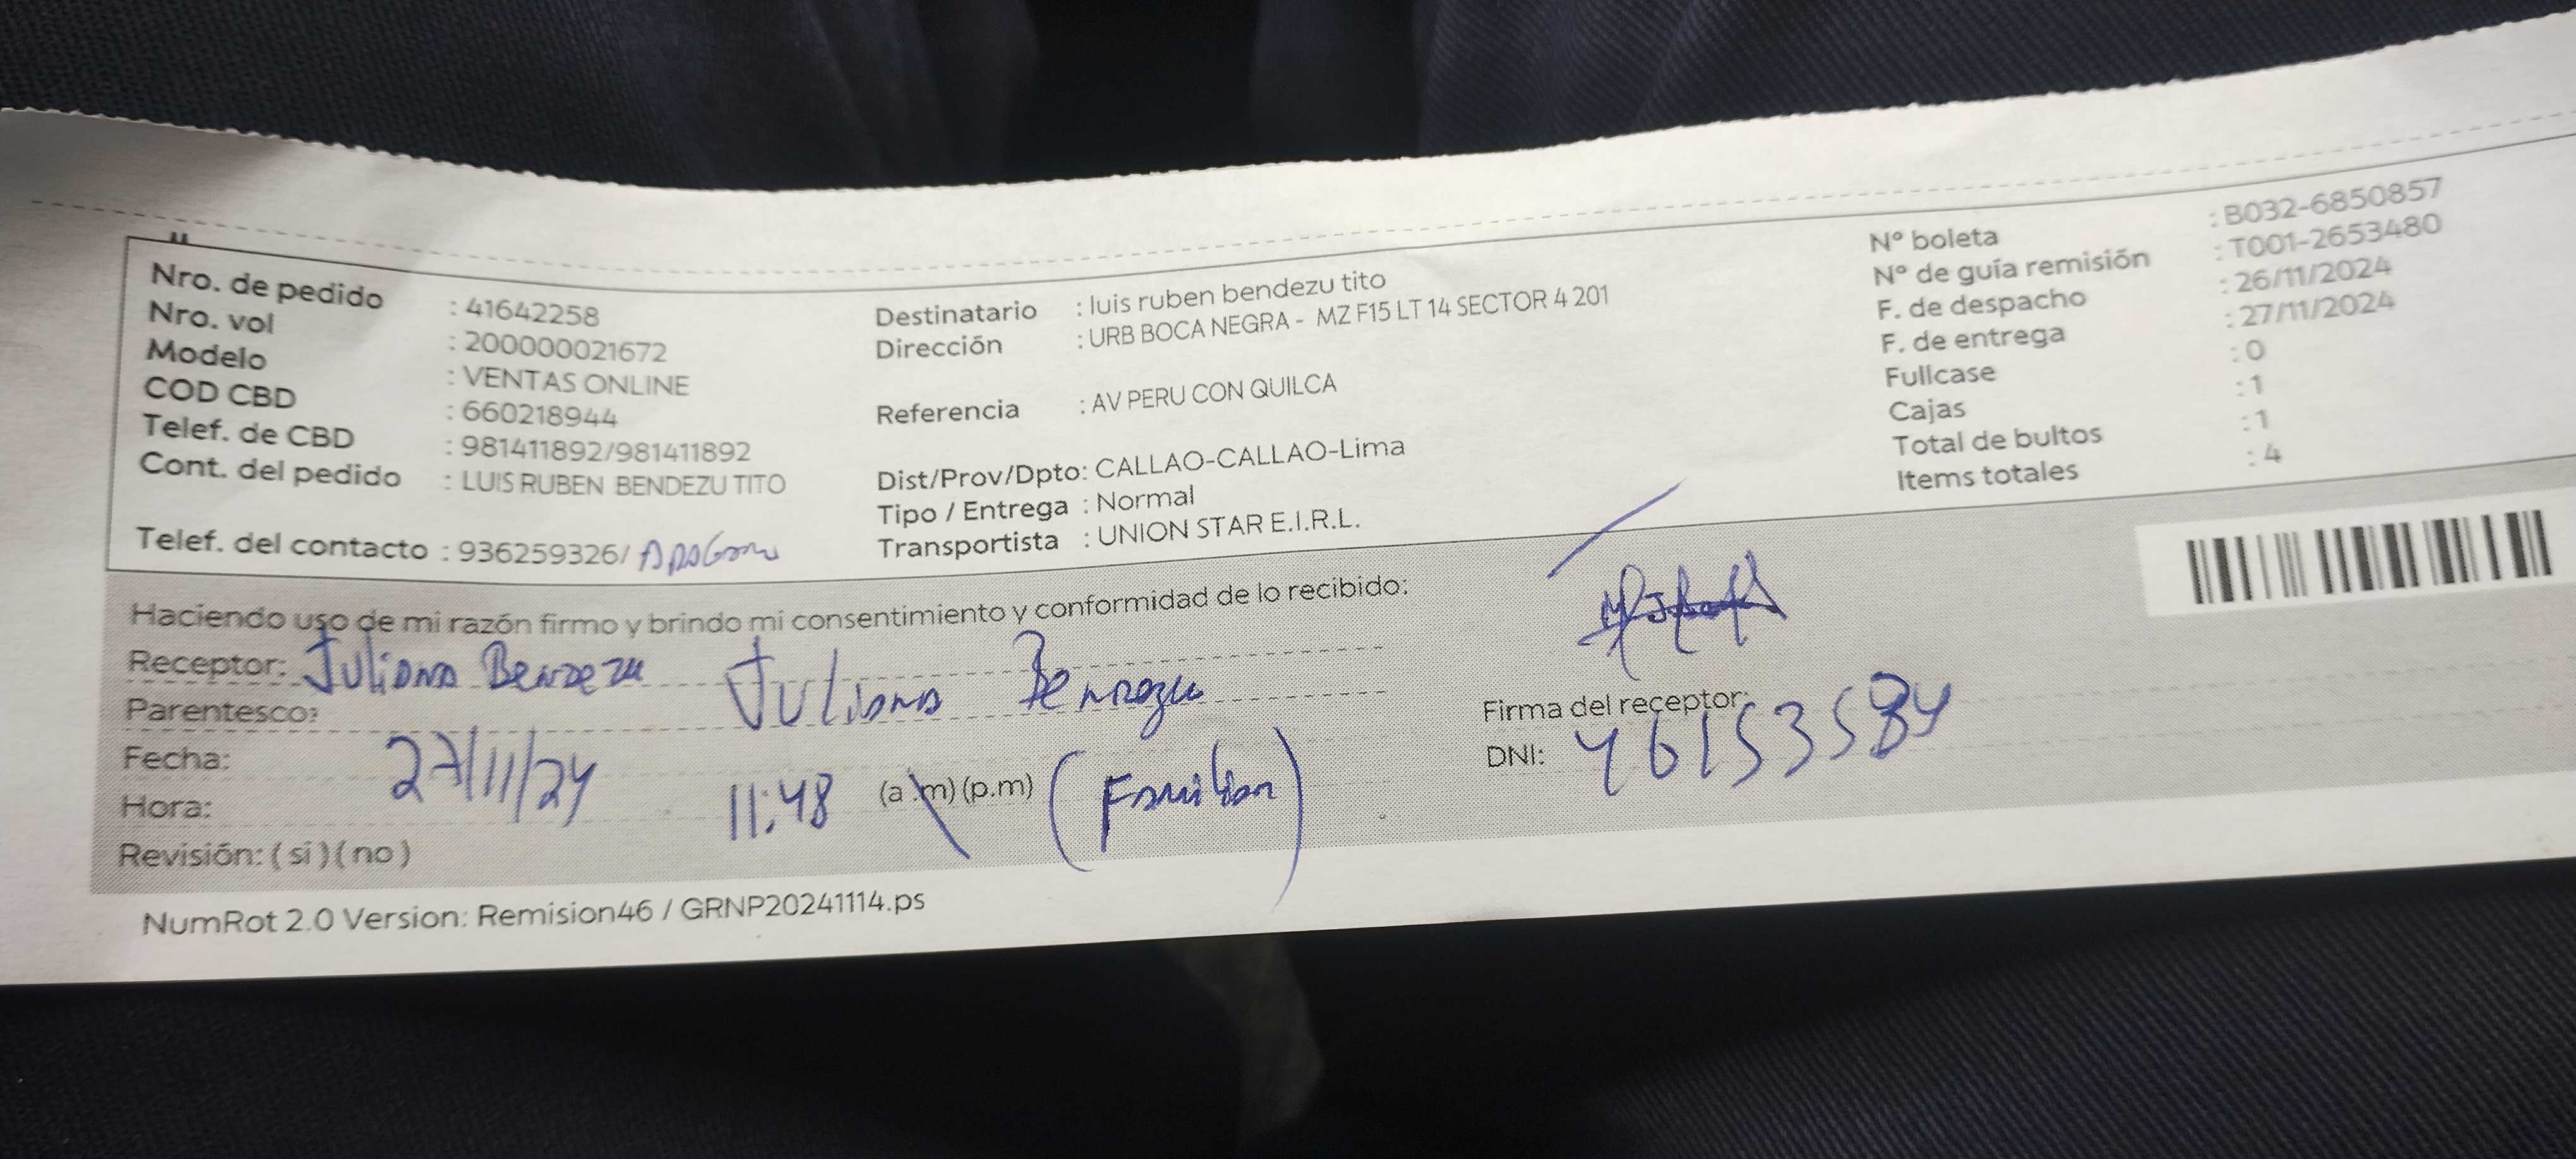 Nro. de pedido : 41642258
Nro. vol : 200000021672
Modelo : VENTAS ONLINE
COD CBD : 660218944
Telef. de CBD : 981411892/981411892
Cont. del pedido : LUIS RUBEN BENDEZU TITO
Telef. del contacto : 936259326/ Apagado
Destinatario : luis ruben bendezu tito
Dirección : URB BOCA NEGRA - MZ F15 LT 14 SECTOR 4 201
Referencia : AV PERU CON QUILCA
Dist/Prov/Dpto: CALLAO-CALLAO-Lima
Tipo / Entrega : Normal
Transportista : UNION STAR E.I.R.L.
N° boleta : B032-6850857
N° de guía remisión : T001-2653480
F. de despacho : 26/11/2024
F. de entrega : 27/11/2024
Fullcase : 0
Cajas : 1
Total de bultos : 1
Items totales : 4
Haciendo uso de mi razón firmo y brindo mi consentimiento y conformidad de lo recibido:
Receptor: Juliana Bendezu Juliana Bendezu
Parentesco:
Fecha: 27/11/24
Hora: 11:48 (a.m) (p.m) (Familiar)
Revisión: ( si ) ( no )
Firma del receptor:
DNI: 46153584
NumRot 2.0 Version: Remision46 / GRNP20241114.ps